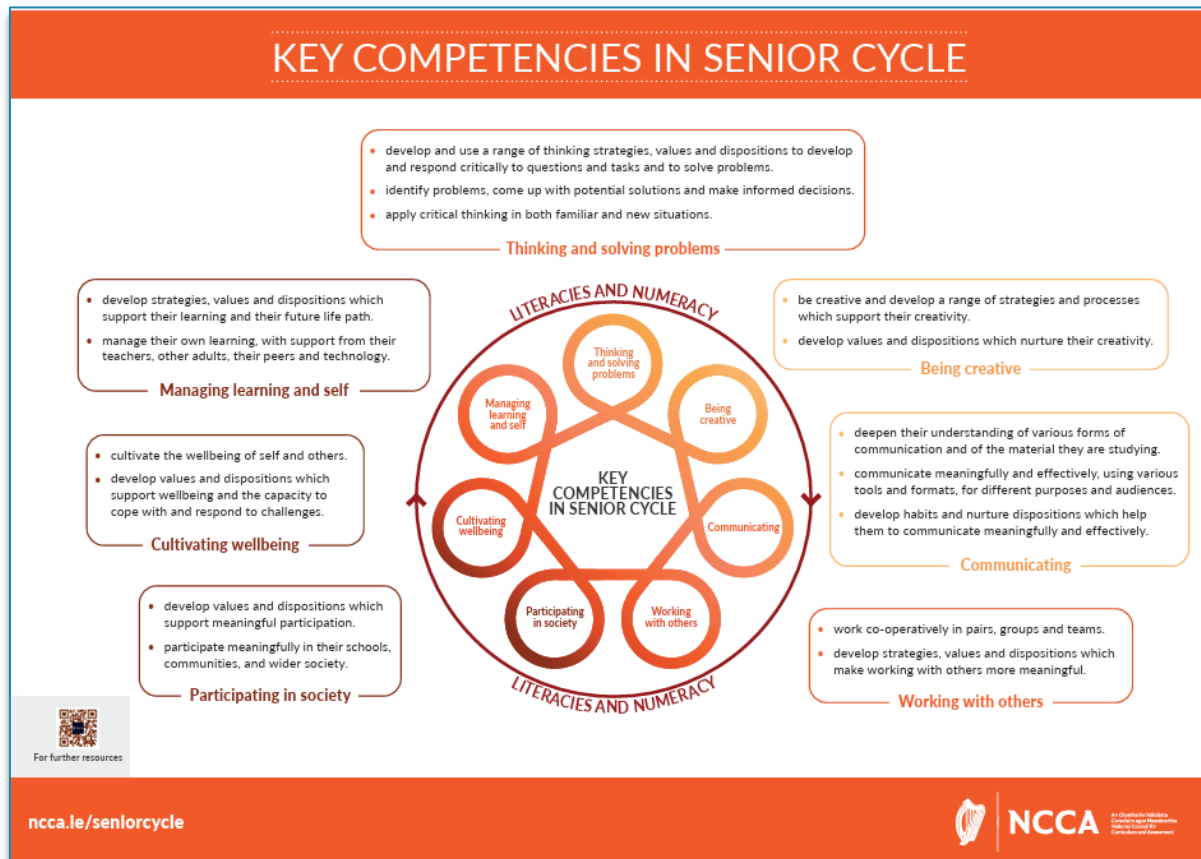 KEY COMPETENCIES IN SENIOR CYCLE
• develop and use a range of thinking strategies, values and dispositions to develop
and respond critically to questions and tasks and to solve problems.
• identify problems, come up with potential solutions and make informed decisions.
• apply critical thinking in both familiar and new situations.
Thinking and solving problems
• develop strategies, values and dispositions which
support their learning and their future life path.
• manage their own learning, with support from their
teachers, other adults, their peers and technology.
Managing learning and self
• be creative and develop a range of strategies and processes
which support their creativity.
• develop values and dispositions which nurture their creativity.
Being creative
• cultivate the wellbeing of self and others.
• develop values and dispositions which
support wellbeing and the capacity to
cope with and respond to challenges.
Cultivating wellbeing
• deepen their understanding of various forms of
communication and of the material they are studying.
• communicate meaningfully and effectively, using various
tools and formats, for different purposes and audiences.
• develop habits and nurture dispositions which help
them to communicate meaningfully and effectively.
Communicating
• develop values and dispositions which
support meaningful participation.
• participate meaningfully in their schools,
communities, and wider society.
Participating in society
• work co-operatively in pairs, groups and teams.
• develop strategies, values and dispositions which
make working with others more meaningful.
Working with others
LITERACIES AND NUMERACY
Thinking
and solving
problems
Managing
learning
and self
Being
creative
KEY
COMPETENCIES
IN SENIOR CYCLE
Cultivating
wellbeing
Communicating
Participating
in society
Working
with others
LITERACIES AND NUMERACY
For further resources
ncca.ie/seniorcycle
NCCA
An Chomhairle Náisiúnta
Curaclaim agus Measúnachta
National Council for
Curriculum and Assessment